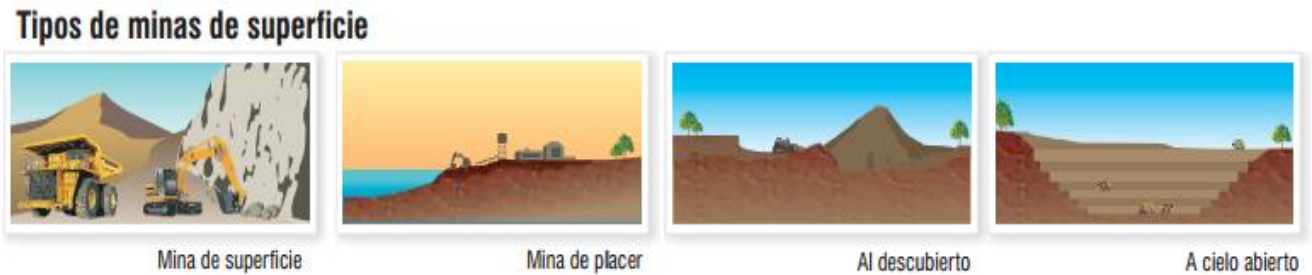 Tipos de minas de superficie
Mina de superficie
Mina de placer
Al descubierto
A cielo abierto